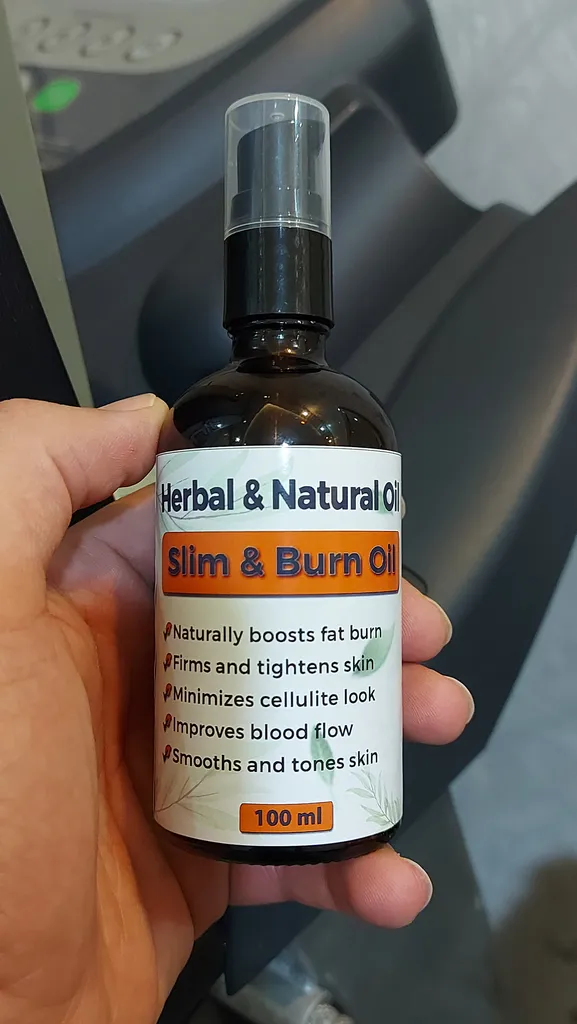 Herbal & Natural Oil
Slim & Burn Oil
Naturally boosts fat burn
Firms and tightens skin
Minimizes cellulite look
Improves blood flow
Smooths and tones skin
100 ml